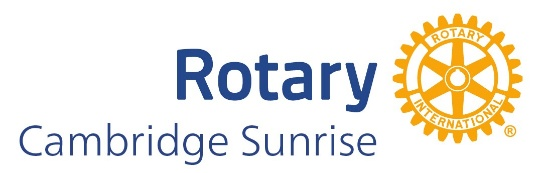 Rotary
Cambridge Sunrise
ROTARY
INTERNATIONAL
®